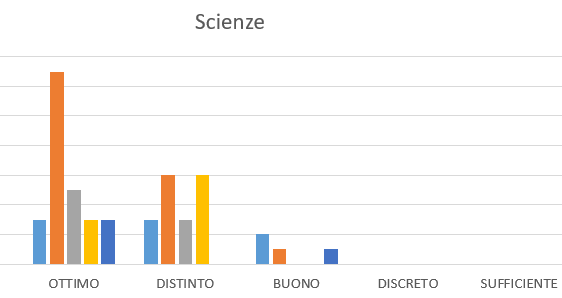 Scienze
OTTIMO DISTINTO BUONO DISCRETO SUFFICIENTE